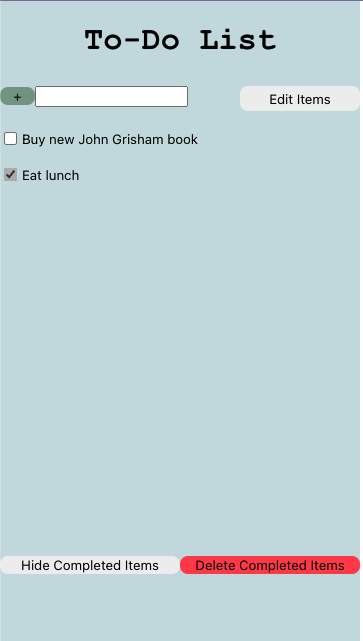 To-Do List
+
Edit Items
Buy new John Grisham book
Eat lunch
Hide Completed Items
Delete Completed Items